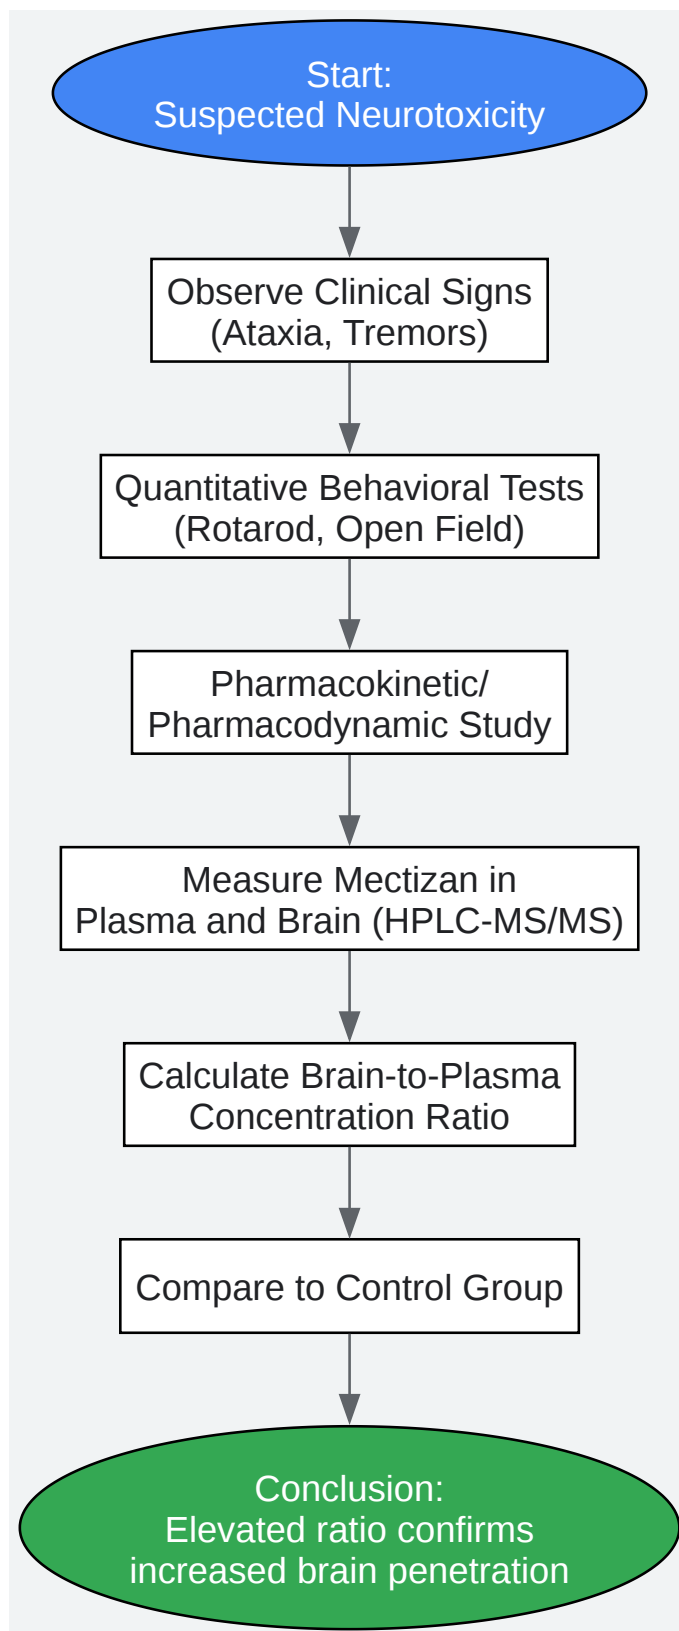 Start:
Suspected Neurotoxicity
Observe Clinical Signs
(Ataxia, Tremors)
Quantitative Behavioral Tests
(Rotarod, Open Field)
Pharmacokinetic/
Pharmacodynamic Study
Measure Mectizan in
Plasma and Brain (HPLC-MS/MS)
Calculate Brain-to-Plasma
Concentration Ratio
Compare to Control Group
Conclusion:
Elevated ratio confirms
increased brain penetration